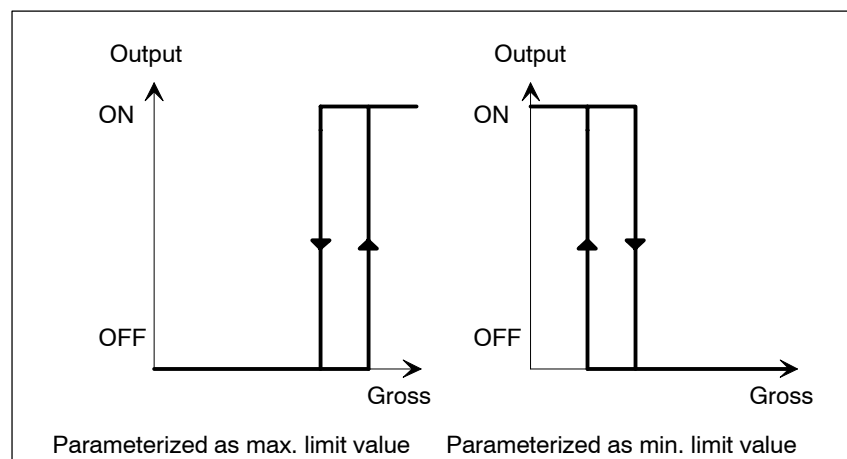 Output
ON
OFF
Gross
Parameterized as max. limit value
Output
ON
OFF
Gross
Parameterized as min. limit value